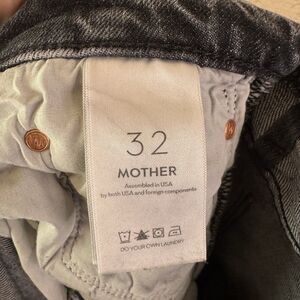 32
MOTHER
Assembled in USA
by both USA and foreign components
DO YOUR OWN LAUNDRY